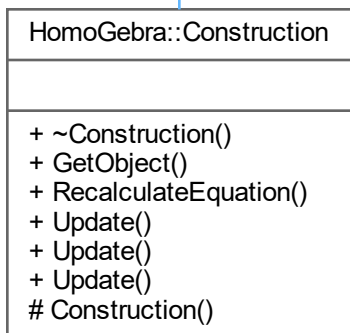 HomoGebra::Construction
+ ~Construction()
+ GetObject()
+ RecalculateEquation()
+ Update()
+ Update()
+ Update()
# Construction()